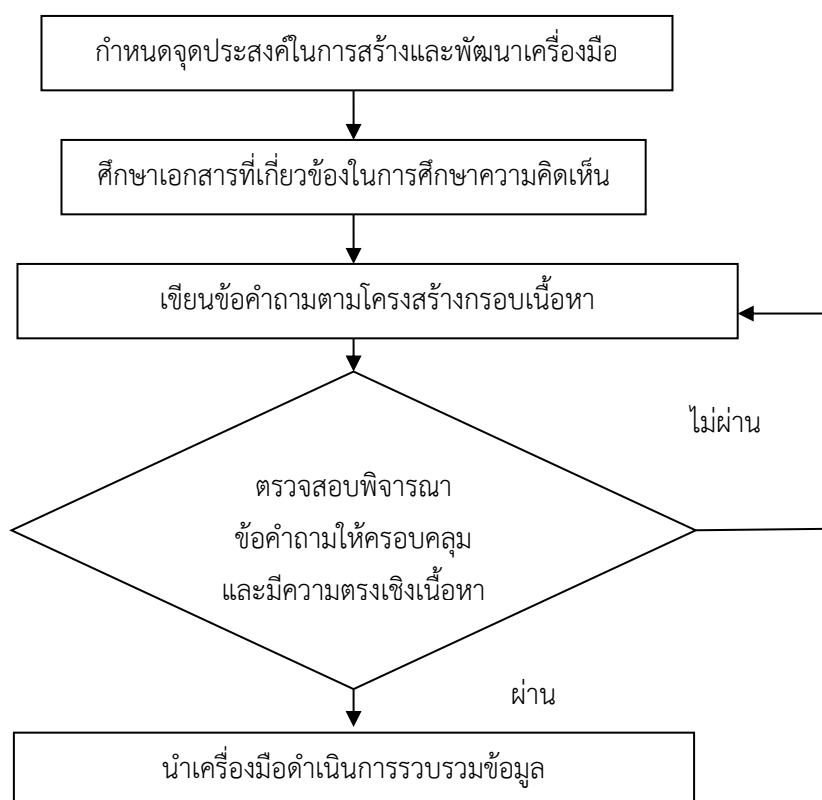 กำหนดจุดประสงค์ในการสร้างและพัฒนาเครื่องมือ
ศึกษาเอกสารที่เกี่ยวข้องในการศึกษาความคิดเห็น
เขียนข้อคำถามตามโครงสร้างกรอบเนื้อหา
ไม่ผ่าน
ตรวจสอบพิจารณา
ข้อคำถามให้ครอบคลุม
และมีความตรงเชิงเนื้อหา
ผ่าน
นำเครื่องมือดำเนินการรวบรวมข้อมูล